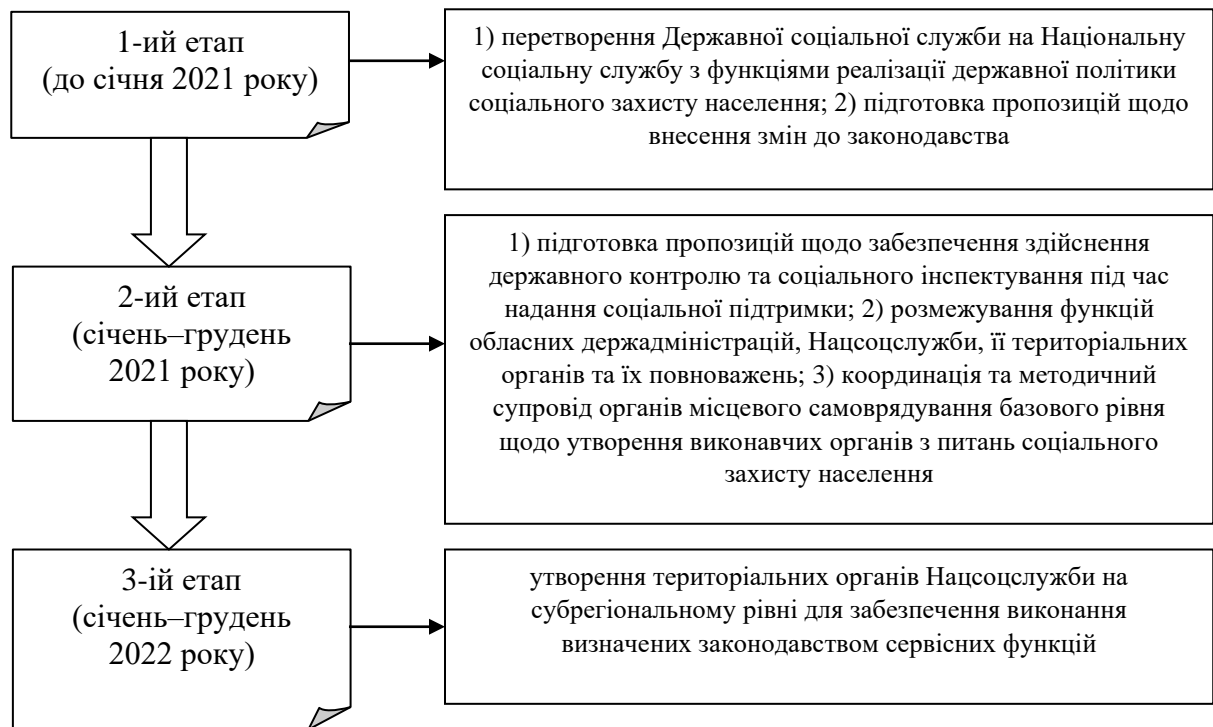 1-ий етап
(до січня 2021 року)
1) перетворення Державної соціальної служби на Національну
соціальну службу з функціями реалізації державної політики
соціального захисту населення; 2) підготовка пропозицій щодо
внесення змін до законодавства
2-ий етап
(січень–грудень
2021 року)
1) підготовка пропозицій щодо забезпечення здійснення
державного контролю та соціального інспектування під час
надання соціальної підтримки; 2) розмежування функцій
обласних держадміністрацій, Нацсоцслужби, її територіальних
органів та їх повноважень; 3) координація та методичний
супровід органів місцевого самоврядування базового рівня
щодо утворення виконавчих органів з питань соціального
захисту населення
3-ій етап
(січень–грудень
2022 року)
утворення територіальних органів Нацсоцслужби на
субрегіональному рівні для забезпечення виконання
визначених законодавством сервісних функцій